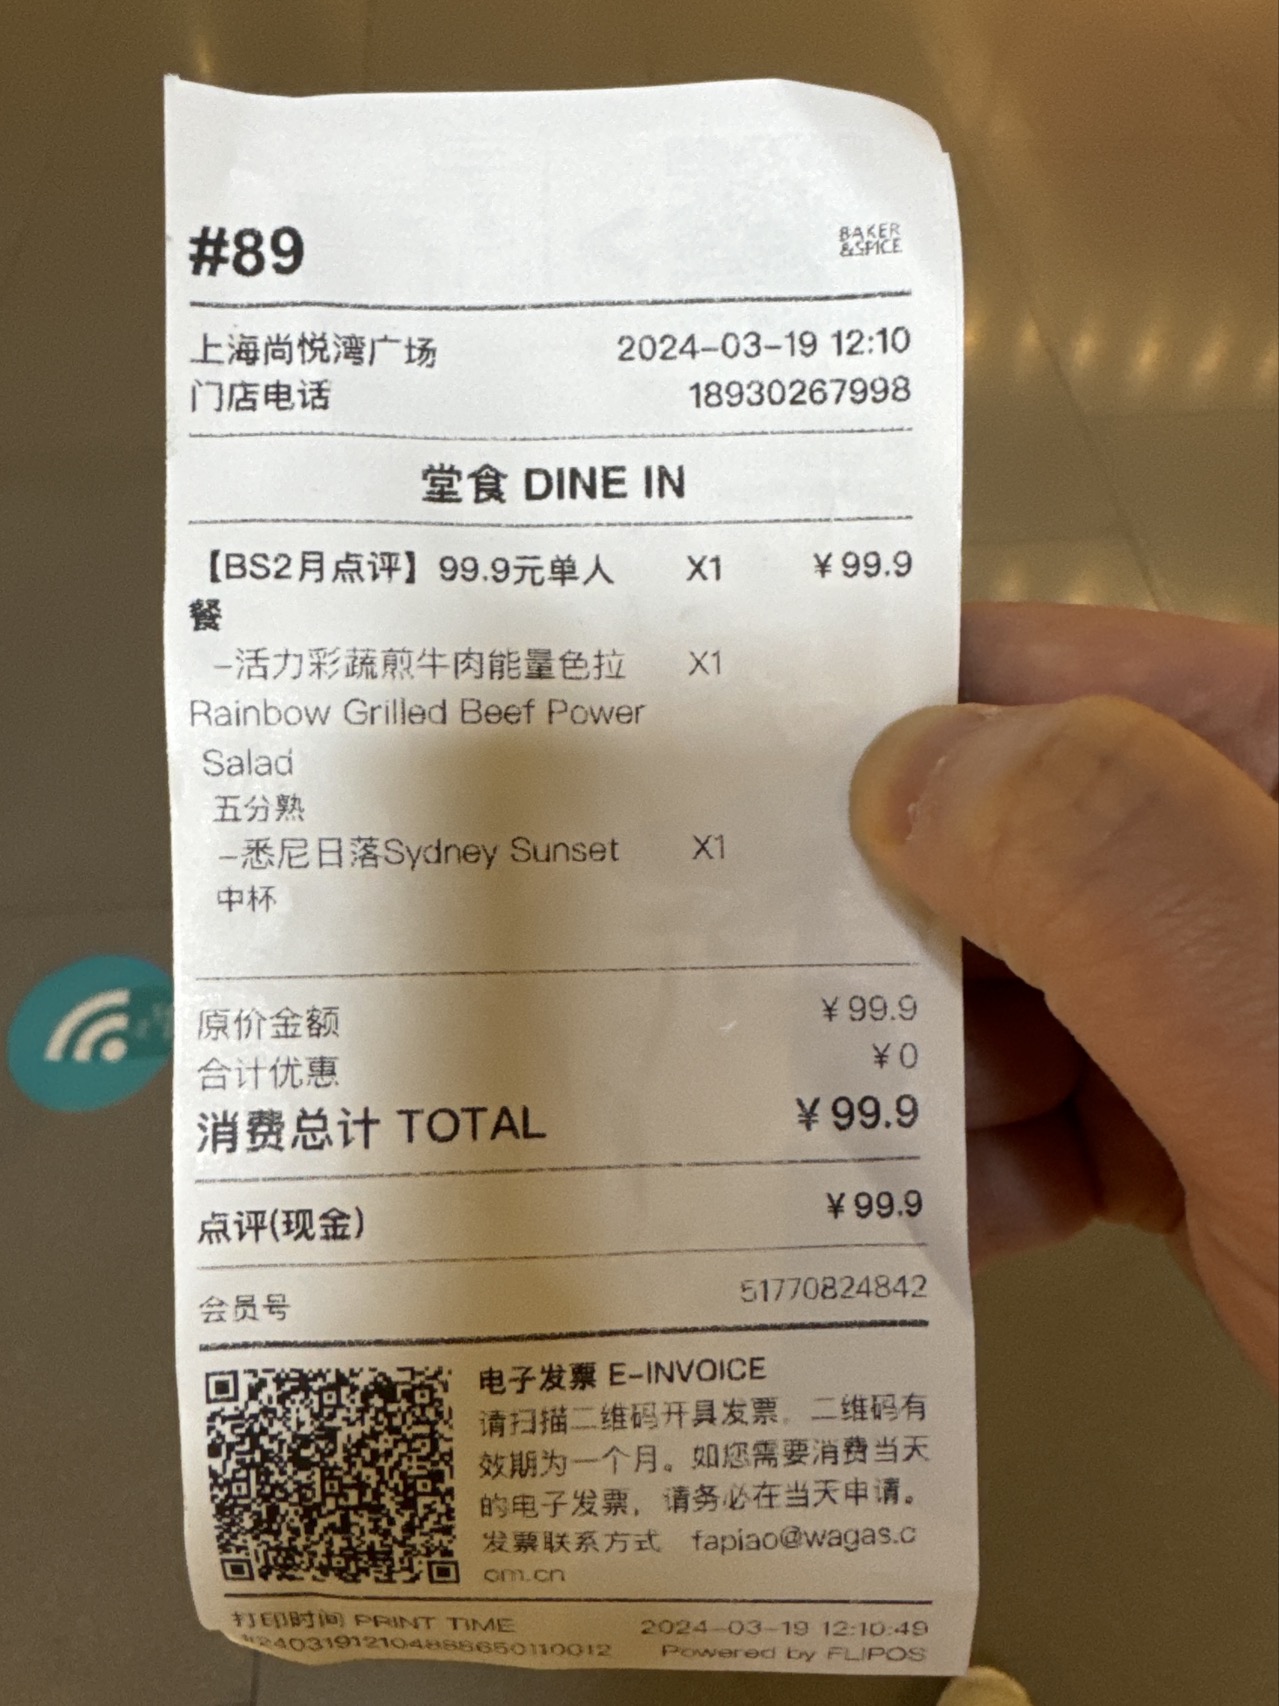 #89
BAKER
&SPICE
上海尚悦湾广场 2024-03-19 12:10
门店电话 18930267998
堂食 DINE IN
【BS2月点评】99.9元单人 X1 ¥99.9
餐
-活力彩蔬煎牛肉能量色拉 X1
Rainbow Grilled Beef Power
Salad
五分熟
-悉尼日落Sydney Sunset X1
中杯
原价金额 ¥99.9
合计优惠 ¥0
消费总计 TOTAL ¥99.9
点评(现金) ¥99.9
会员号 51770824842
电子发票 E-INVOICE
请扫描二维码开具发票。二维码有
效期为一个月。如您需要消费当天
的电子发票，请务必在当天申请。
发票联系方式 fapiao@wagas.c
om.cn
打印时间 PRINT TIME 2024-03-19 12:10:49
Powered by FLIPOS